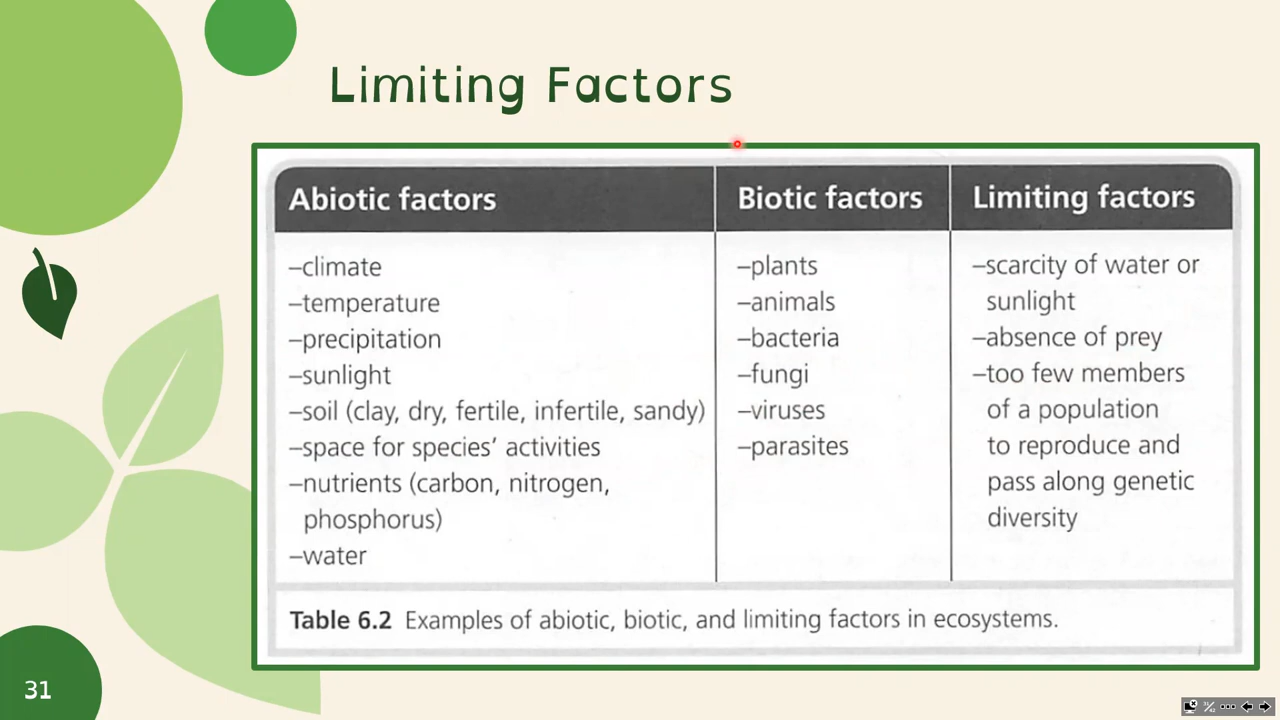 Limiting Factors
Abiotic factors
–climate
–temperature
–precipitation
–sunlight
–soil (clay, dry, fertile, infertile, sandy)
–space for species’ activities
–nutrients (carbon, nitrogen,
phosphorus)
–water
Biotic factors
–plants
–animals
–bacteria
–fungi
–viruses
–parasites
Limiting factors
–scarcity of water or
sunlight
–absence of prey
–too few members
of a population
to reproduce and
pass along genetic
diversity
Table 6.2 Examples of abiotic, biotic, and limiting factors in ecosystems.
31